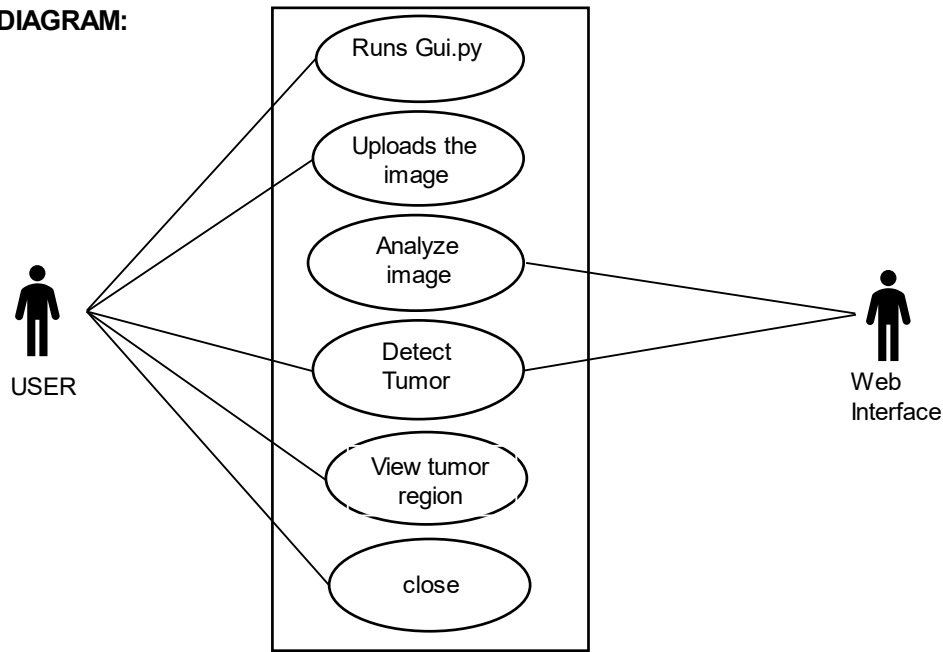 DIAGRAM:
Runs Gui.py
Uploads the
image
Analyze
image
Detect
Tumor
View tumor
region
close
USER
Web
Interface